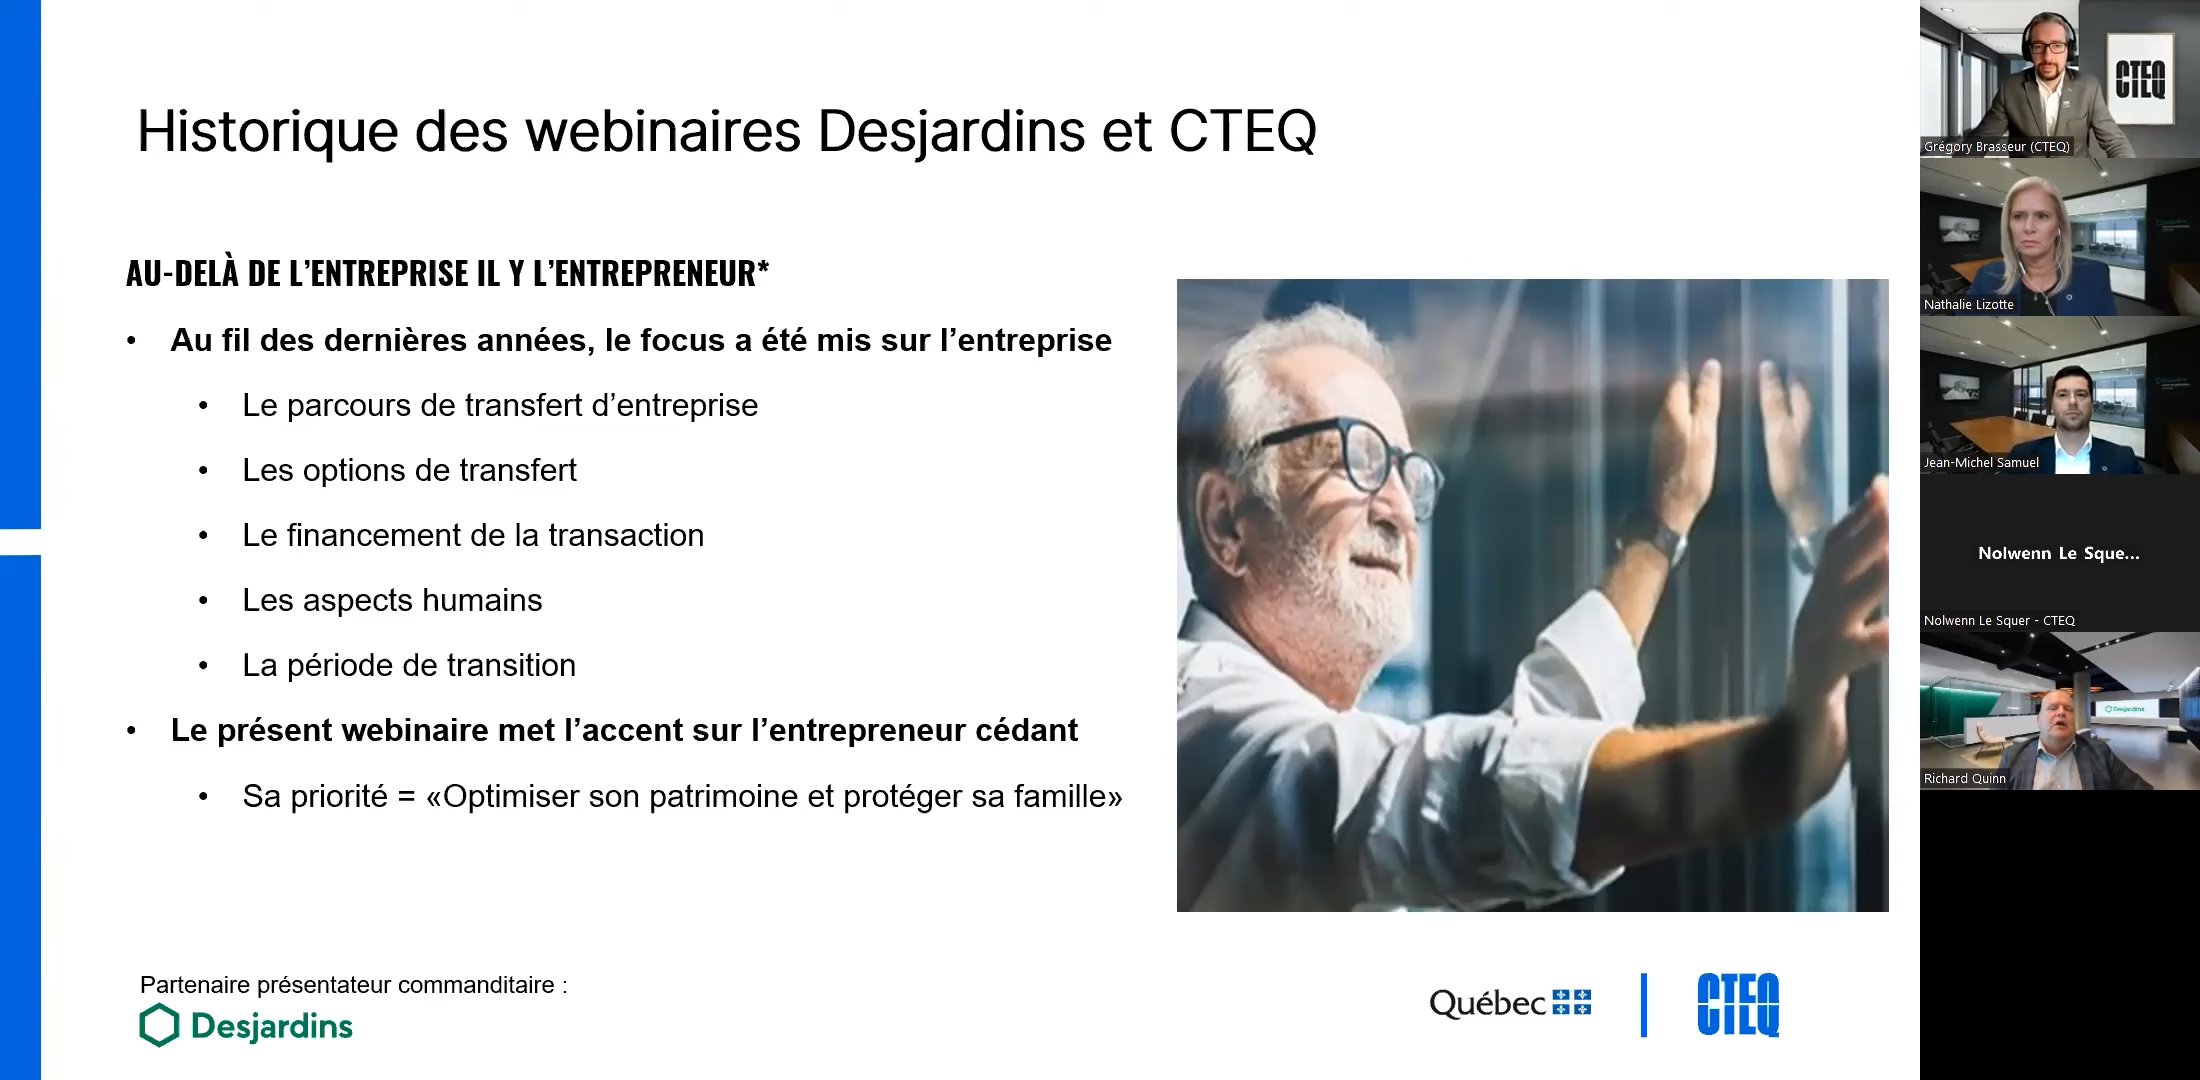 Historique des webinaires Desjardins et CTEQ
AU-DELÀ DE L’ENTREPRISE IL Y L’ENTREPRENEUR*
• Au fil des dernières années, le focus a été mis sur l’entreprise
• Le parcours de transfert d’entreprise
• Les options de transfert
• Le financement de la transaction
• Les aspects humains
• La période de transition
• Le présent webinaire met l’accent sur l’entrepreneur cédant
• Sa priorité = «Optimiser son patrimoine et protéger sa famille»
Partenaire présentateur commanditaire :
Desjardins
Québec
CTEQ
CTEQ
Grégory Brasseur (CTEQ)
Nathalie Lizotte
Jean-Michel Samuel
Nolwenn Le Sque...
Nolwenn Le Squer - CTEQ
Desjardins
Richard Quinn